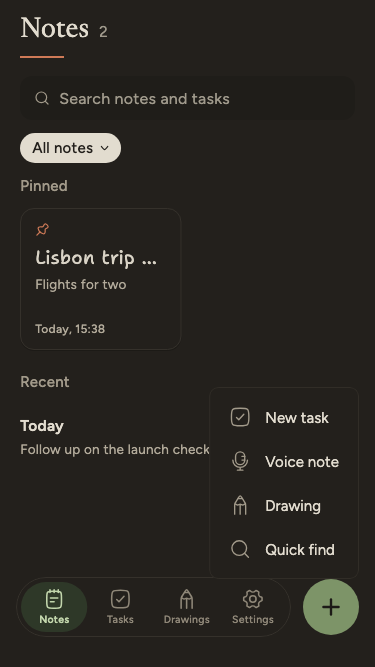 Notes 2
Search notes and tasks
All notes
Pinned
Lisbon trip ...
Flights for two
Today, 15:38
Recent
Today
Follow up on the launch check
New task
Voice note
Drawing
Quick find
Notes
Tasks
Drawings
Settings